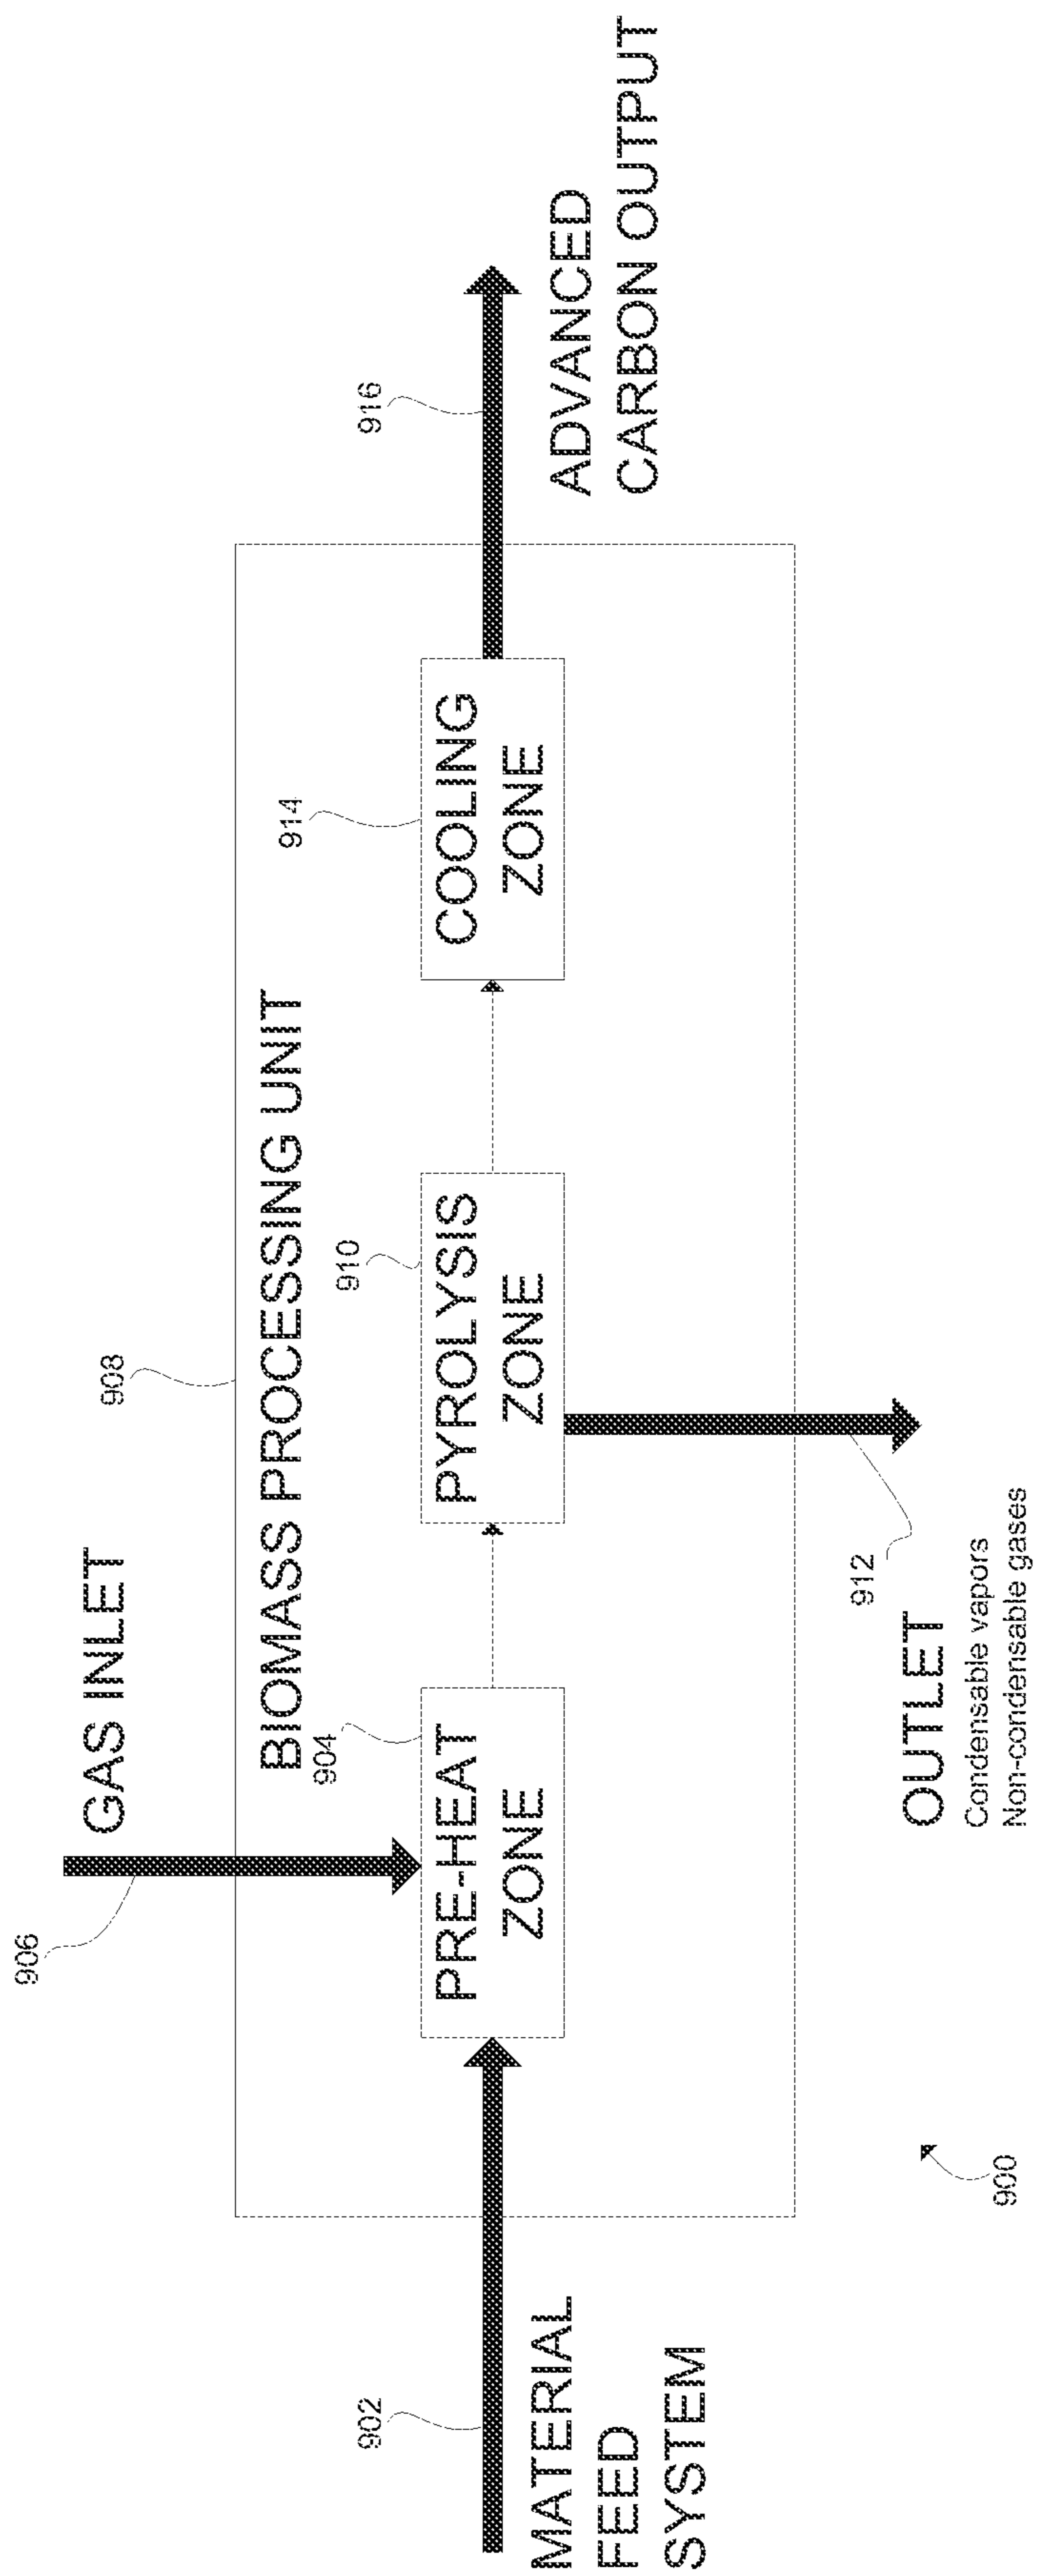 906
GAS INLET
908
BIOMASS PROCESSING UNIT
904
910
914
916
902
PRE-HEAT
ZONE
PYROLYSIS
ZONE
COOLING
ZONE
MATERIAL
FEED
SYSTEM
ADVANCED
CARBON OUTPUT
912
OUTLET
Condensable vapors
Non-condensable gases
900